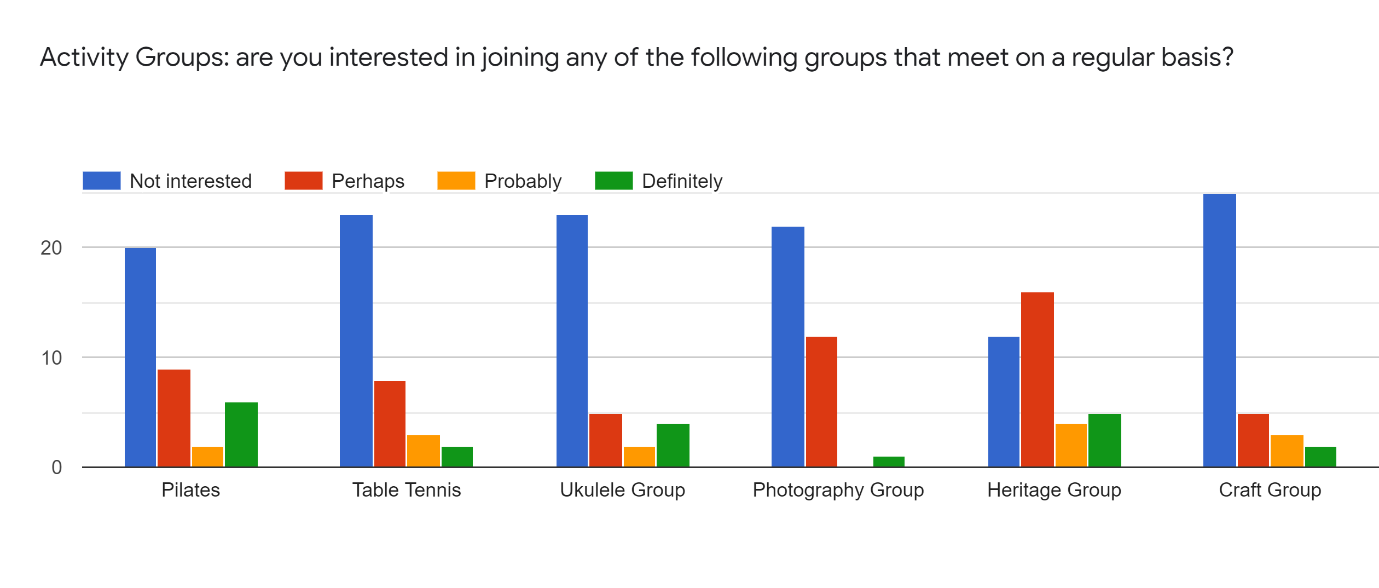 Activity Groups: are you interested in joining any of the following groups that meet on a regular basis?
Not interested Perhaps Probably Definitely
20
10
0
Pilates Table Tennis Ukulele Group Photography Group Heritage Group Craft Group